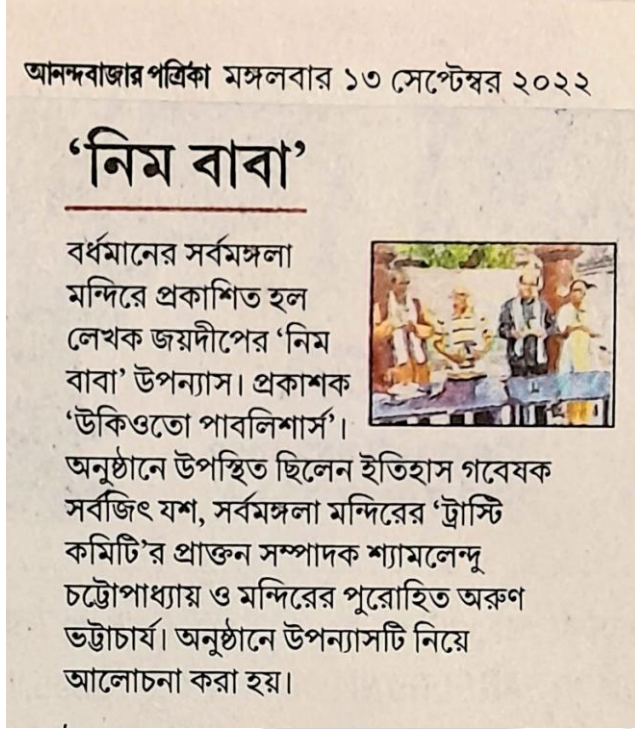 আনন্দবাজার পত্রিকা মঙ্গলবার ১৩ সেপ্টেম্বর ২০২২
‘নিম বাবা’
বর্ধমানের সর্বমঙ্গলা
মন্দিরে প্রকাশিত হল
লেখক জয়দীপের ‘নিম
বাবা’ উপন্যাস। প্রকাশক
‘উকিওতো পাবলিশার্স’।
অনুষ্ঠানে উপস্থিত ছিলেন ইতিহাস গবেষক
সর্বজিৎ যশ, সর্বমঙ্গলা মন্দিরের ‘ট্রাস্টি
কমিটি’র প্রাক্তন সম্পাদক শ্যামলেন্দু
চট্টোপাধ্যায় ও মন্দিরের পুরোহিত অরুণ
ভট্টাচার্য। অনুষ্ঠানে উপন্যাসটি নিয়ে
আলোচনা করা হয়।